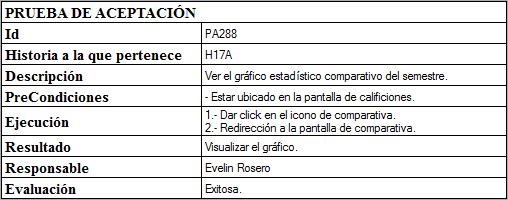 PRUEBA DE ACEPTACIÓN
Id PA288
Historia a la que pertenece H17A
Descripción Ver el gráfico estadístico comparativo del semestre.
PreCondiciones - Estar ubicado en la pantalla de calificiones.
Ejecución 1.- Dar click en el icono de comparativa.
2.- Redirección a la pantalla de comparativa.
Resultado Visualizar el gráfico.
Responsable Evelin Rosero
Evaluación Exitosa.